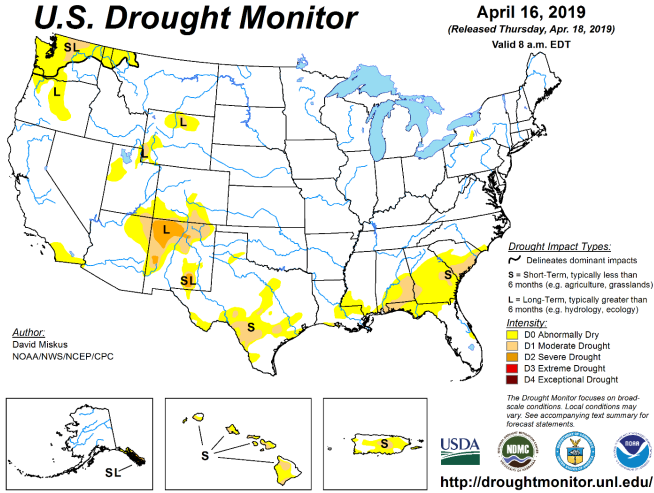 U.S. Drought Monitor
April 16, 2019
(Released Thursday, Apr. 18, 2019)
Valid 8 a.m. EDT
SL
L
L
L
L
SL
S
S
Drought Impact Types:
Delineates dominant impacts
S = Short-Term, typically less than
6 months (e.g. agriculture, grasslands)
L = Long-Term, typically greater than
6 months (e.g. hydrology, ecology)
Intensity:
D0 Abnormally Dry
D1 Moderate Drought
D2 Severe Drought
D3 Extreme Drought
D4 Exceptional Drought
Author:
David Miskus
NOAA/NWS/NCEP/CPC
The Drought Monitor focuses on broad-
scale conditions. Local conditions may
vary. See accompanying text summary for
forecast statements.
SL
S
S
USDA
NDMC
NOAA
http://droughtmonitor.unl.edu/